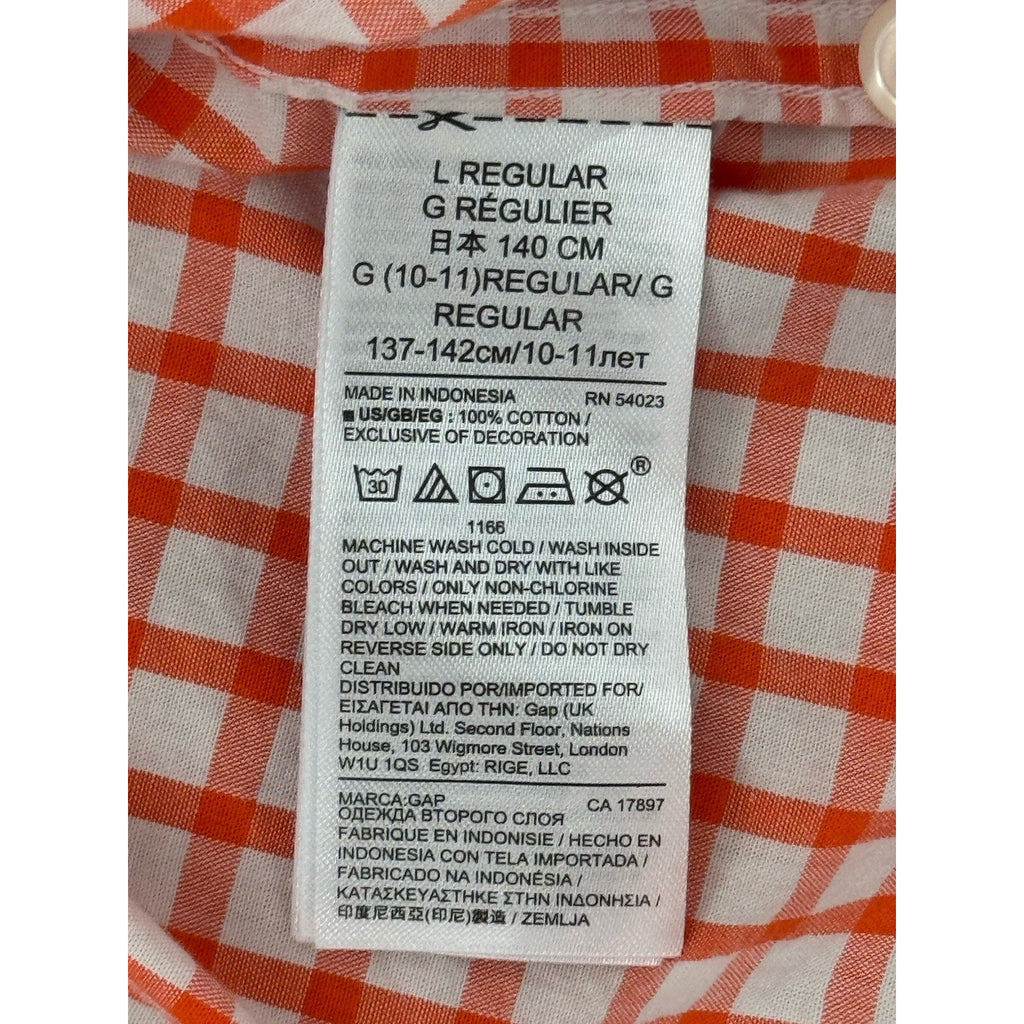 L REGULAR
G RÉGULIER
日本 140 CM
G (10-11)REGULAR/ G
REGULAR
137-142см/10-11лет
MADE IN INDONESIA RN 54023
US/GB/EG : 100% COTTON /
EXCLUSIVE OF DECORATION
30 ®
1166
MACHINE WASH COLD / WASH INSIDE
OUT / WASH AND DRY WITH LIKE
COLORS / ONLY NON-CHLORINE
BLEACH WHEN NEEDED / TUMBLE
DRY LOW / WARM IRON / IRON ON
REVERSE SIDE ONLY / DO NOT DRY
CLEAN
DISTRIBUIDO POR/IMPORTED FOR/
ΕΙΣΑΓΕΤΑΙ ΑΠΟ ΤΗΝ: Gap (UK
Holdings) Ltd. Second Floor, Nations
House, 103 Wigmore Street, London
W1U 1QS Egypt: RIGE, LLC
MARCA:GAP CA 17897
ОДЕЖДА ВТОРОГО СЛОЯ
FABRIQUE EN INDONISIE / HECHO EN
INDONESIA CON TELA IMPORTADA /
FABRICADO NA INDONÉSIA /
ΚΑΤΑΣΚΕΥΑΣΤΗΚΕ ΣΤΗΝ ΙΝΔΟΝΗΣΙΑ /
印度尼西亞(印尼)製造 / ZEMLJA